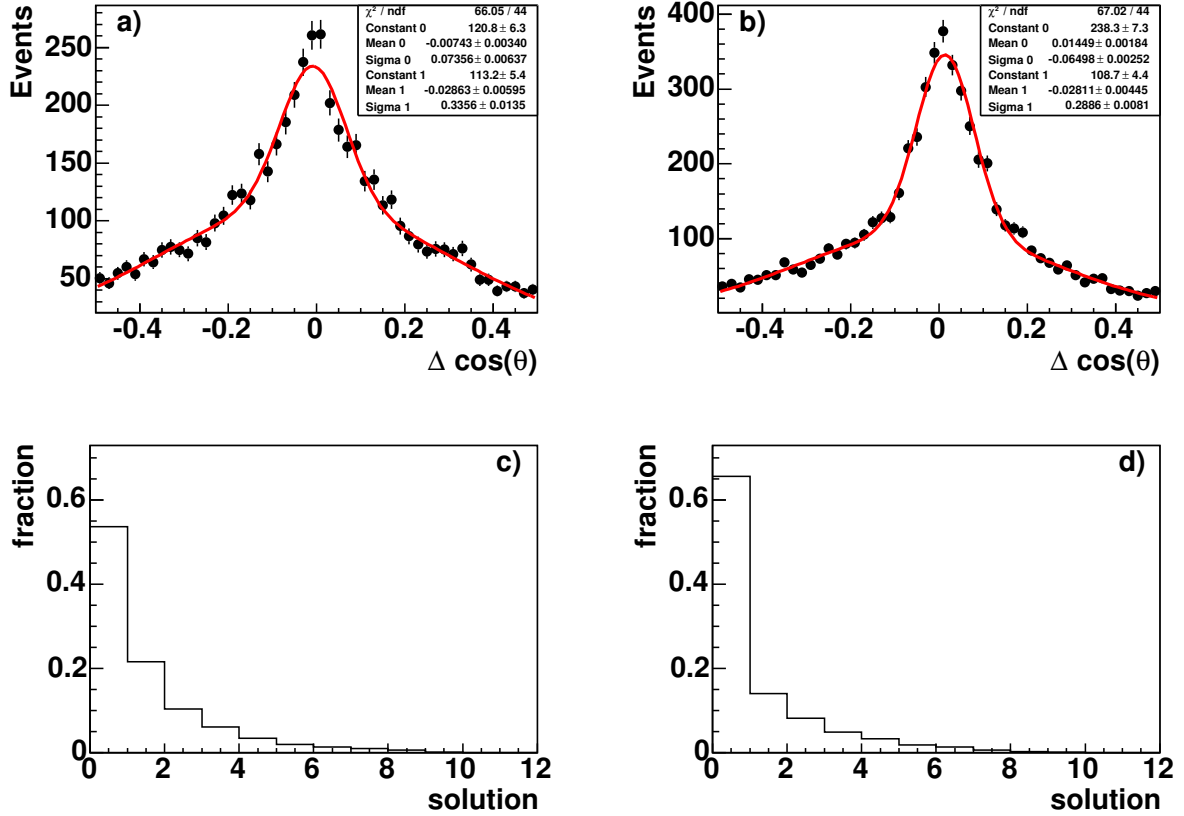 a)
Events
χ² / ndf 66.05 / 44
Constant 0 120.8 ± 6.3
Mean 0 -0.00743 ± 0.00340
Sigma 0 0.07356 ± 0.00637
Constant 1 113.2 ± 5.4
Mean 1 -0.02863 ± 0.00595
Sigma 1 0.3356 ± 0.0135
250
200
150
100
50
-0.4 -0.2 0 0.2 0.4
Δ cos(θ)
b)
Events
χ² / ndf 67.02 / 44
Constant 0 238.3 ± 7.3
Mean 0 0.01449 ± 0.00184
Sigma 0 -0.06498 ± 0.00252
Constant 1 108.7 ± 4.4
Mean 1 -0.02811 ± 0.00445
Sigma 1 0.2886 ± 0.0081
400
300
200
100
-0.4 -0.2 0 0.2 0.4
Δ cos(θ)
c)
fraction
0.6
0.4
0.2
0
0 2 4 6 8 10 12
solution
d)
fraction
0.6
0.4
0.2
0
0 2 4 6 8 10 12
solution